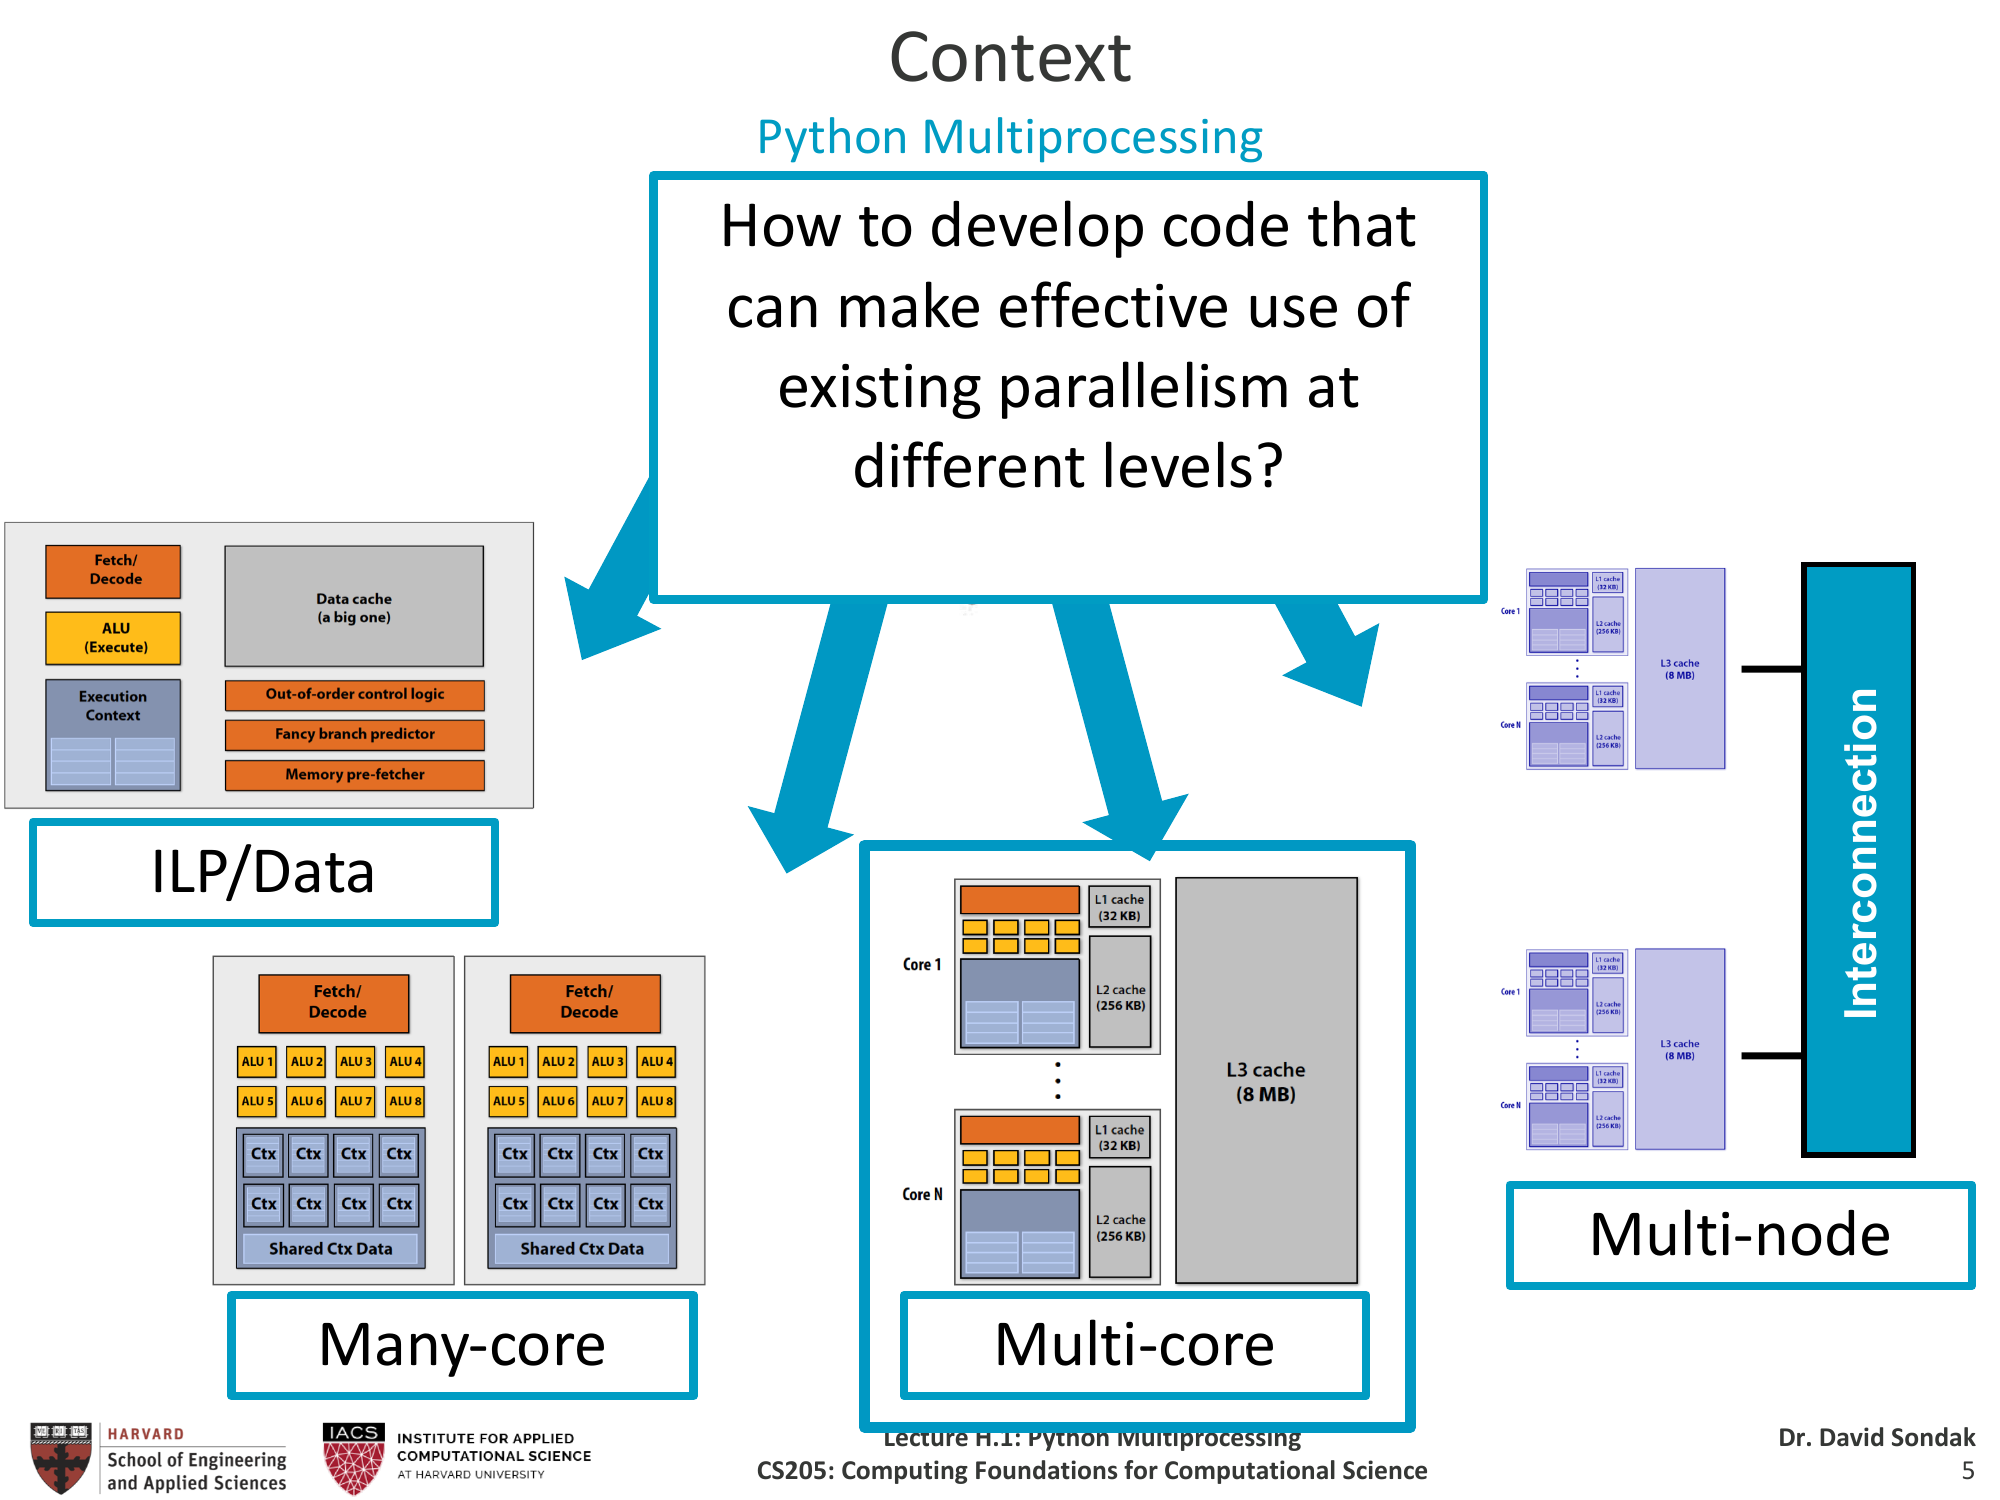 Context
Python Multiprocessing
How to develop code that
can make effective use of
existing parallelism at
different levels?
Fetch/
Decode
ALU
(Execute)
Execution
Context
Data cache
(a big one)
Out-of-order control logic
Fancy branch predictor
Memory pre-fetcher
ILP/Data
Fetch/
Decode
ALU 1 ALU 2 ALU 3 ALU 4
ALU 5 ALU 6 ALU 7 ALU 8
Ctx Ctx Ctx Ctx
Ctx Ctx Ctx Ctx
Shared Ctx Data
Fetch/
Decode
ALU 1 ALU 2 ALU 3 ALU 4
ALU 5 ALU 6 ALU 7 ALU 8
Ctx Ctx Ctx Ctx
Ctx Ctx Ctx Ctx
Shared Ctx Data
Many-core
Core 1
L1 cache
(32 KB)
L2 cache
(256 KB)
Core N
L1 cache
(32 KB)
L2 cache
(256 KB)
L3 cache
(8 MB)
Multi-core
Core 1
L1 cache
(32 KB)
L2 cache
(256 KB)
Core N
L1 cache
(32 KB)
L2 cache
(256 KB)
L3 cache
(8 MB)
Core 1
L1 cache
(32 KB)
L2 cache
(256 KB)
Core N
L1 cache
(32 KB)
L2 cache
(256 KB)
L3 cache
(8 MB)
Interconnection
Multi-node
HARVARD
School of Engineering
and Applied Sciences
IACS
INSTITUTE FOR APPLIED
COMPUTATIONAL SCIENCE
AT HARVARD UNIVERSITY
Lecture H.1: Python Multiprocessing
CS205: Computing Foundations for Computational Science
Dr. David Sondak
5